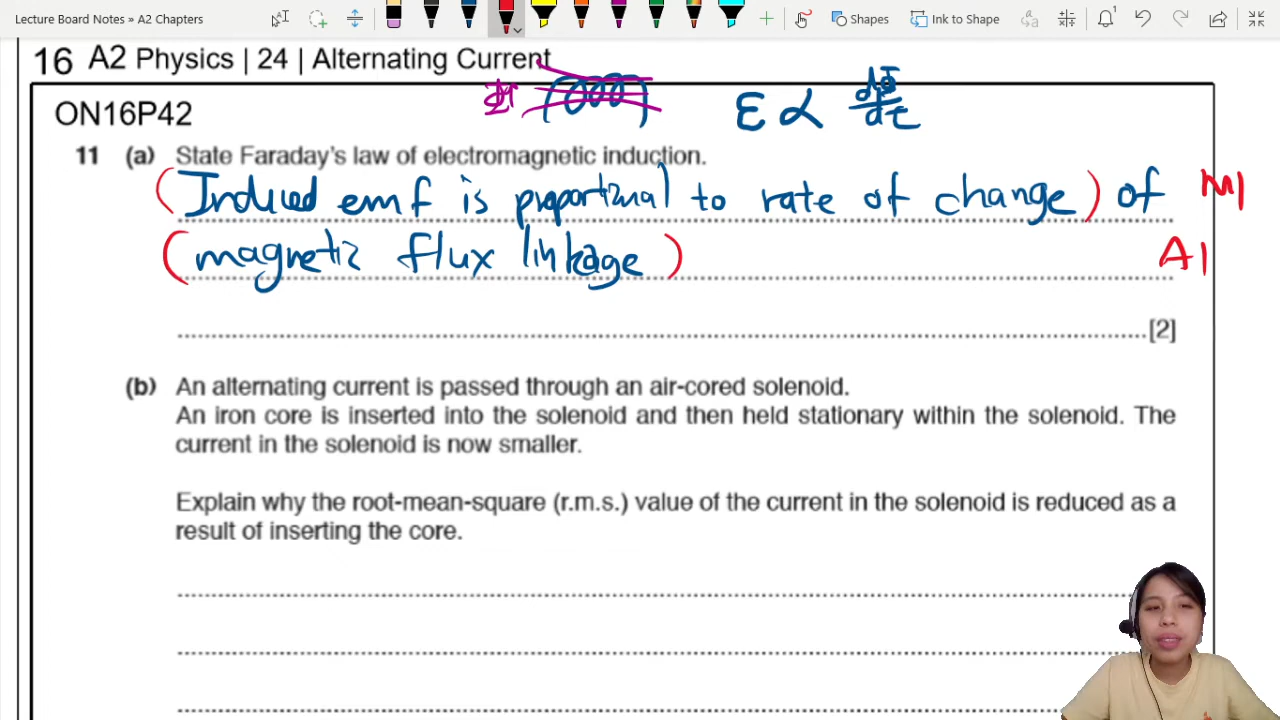 Lecture Board Notes » A2 Chapters
Shapes
Ink to Shape
16 A2 Physics | 24 | Alternating Current
ON16P42
ε ∝ dΦ/dt
11 (a) State Faraday's law of electromagnetic induction.
(Induced emf is proportional to rate of change) of M1
(magnetic flux linkage) A1
[2]
(b) An alternating current is passed through an air-cored solenoid.
An iron core is inserted into the solenoid and then held stationary within the solenoid. The
current in the solenoid is now smaller.
Explain why the root-mean-square (r.m.s.) value of the current in the solenoid is reduced as a
result of inserting the core.